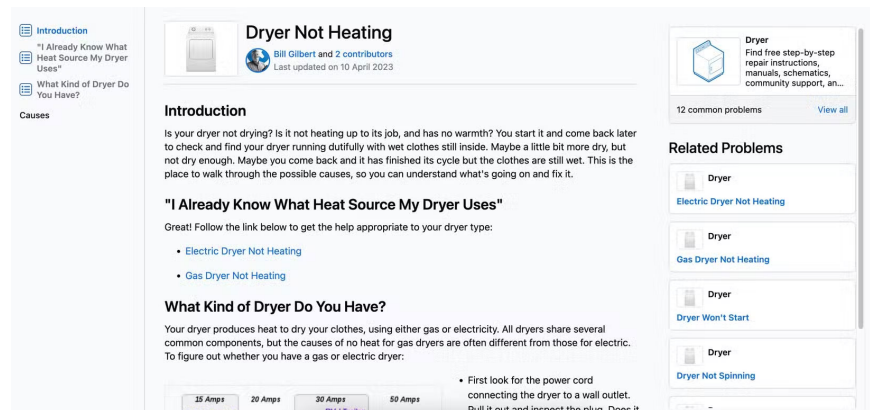 Introduction
"I Already Know What
Heat Source My Dryer
Uses"
What Kind of Dryer Do
You Have?
Causes
Dryer Not Heating
Bill Gilbert and 2 contributors
Last updated on 10 April 2023
Introduction
Is your dryer not drying? Is it not heating up to its job, and has no warmth? You start it and come back later
to check and find your dryer running dutifully with wet clothes still inside. Maybe a little bit more dry, but
not dry enough. Maybe you come back and it has finished its cycle but the clothes are still wet. This is the
place to walk through the possible causes, so you can understand what's going on and fix it.
"I Already Know What Heat Source My Dryer Uses"
Great! Follow the link below to get the help appropriate to your dryer type:
• Electric Dryer Not Heating
• Gas Dryer Not Heating
What Kind of Dryer Do You Have?
Your dryer produces heat to dry your clothes, using either gas or electricity. All dryers share several
common components, but the causes of no heat for gas dryers are often different from those for electric.
To figure out whether you have a gas or electric dryer:
15 Amps 20 Amps 30 Amps 50 Amps
• First look for the power cord
connecting the dryer to a wall outlet.
Pull it out and inspect the plug. Does it
Dryer
Find free step-by-step
repair instructions,
manuals, schematics,
community support, an...
12 common problems View all
Related Problems
Dryer
Electric Dryer Not Heating
Dryer
Gas Dryer Not Heating
Dryer
Dryer Won't Start
Dryer
Dryer Not Spinning